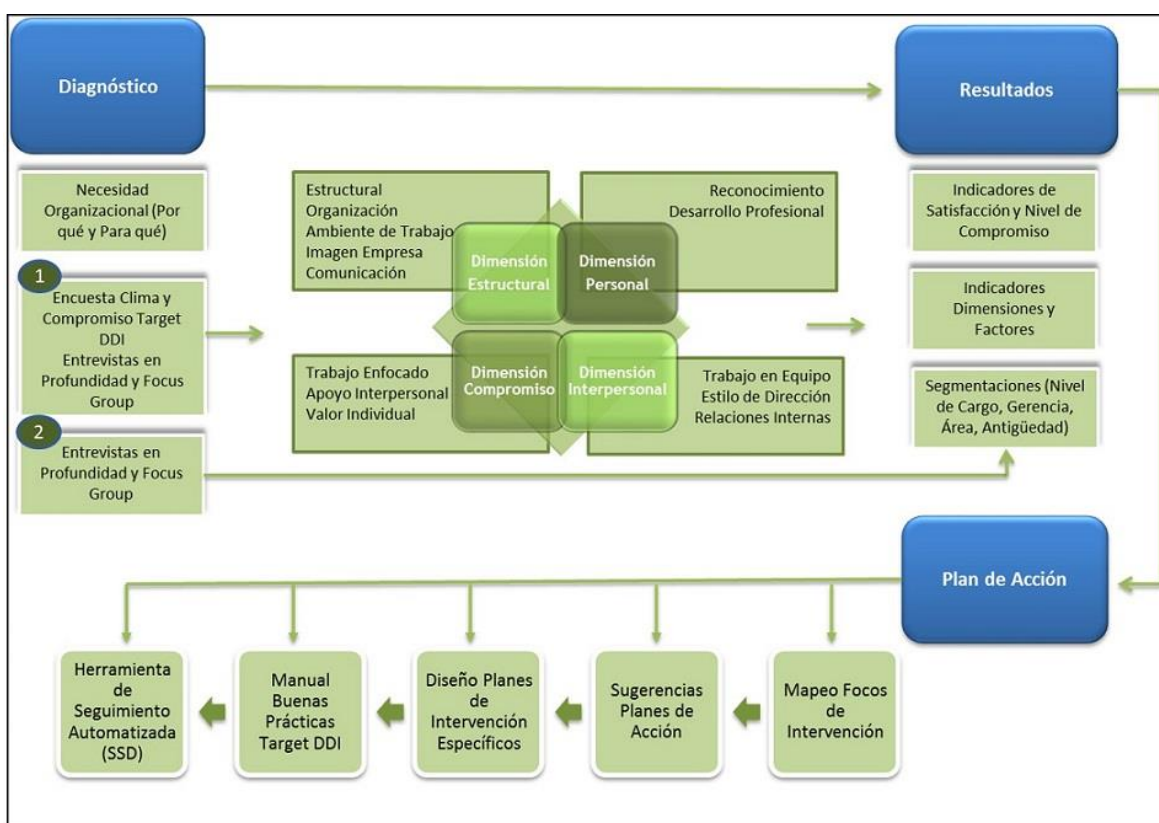 Diagnóstico
Resultados
Necesidad
Organizacional (Por
qué y Para qué)
1
Encuesta Clima y
Compromiso Target
DDI
Entrevistas en
Profundidad y Focus
Group
2
Entrevistas en
Profundidad y Focus
Group
Estructural
Organización
Ambiente de Trabajo
Imagen Empresa
Comunicación
Reconocimiento
Desarrollo Profesional
Dimensión
Estructural
Dimensión
Personal
Dimensión
Compromiso
Dimensión
Interpersonal
Trabajo Enfocado
Apoyo Interpersonal
Valor Individual
Trabajo en Equipo
Estilo de Dirección
Relaciones Internas
Indicadores de
Satisfacción y Nivel de
Compromiso
Indicadores
Dimensiones y
Factores
Segmentaciones (Nivel
de Cargo, Gerencia,
Área, Antigüedad)
Plan de Acción
Herramienta
de
Seguimiento
Automatizada
(SSD)
Manual
Buenas
Prácticas
Target DDI
Diseño Planes
de
Intervención
Específicos
Sugerencias
Planes de
Acción
Mapeo Focos
de
Intervención